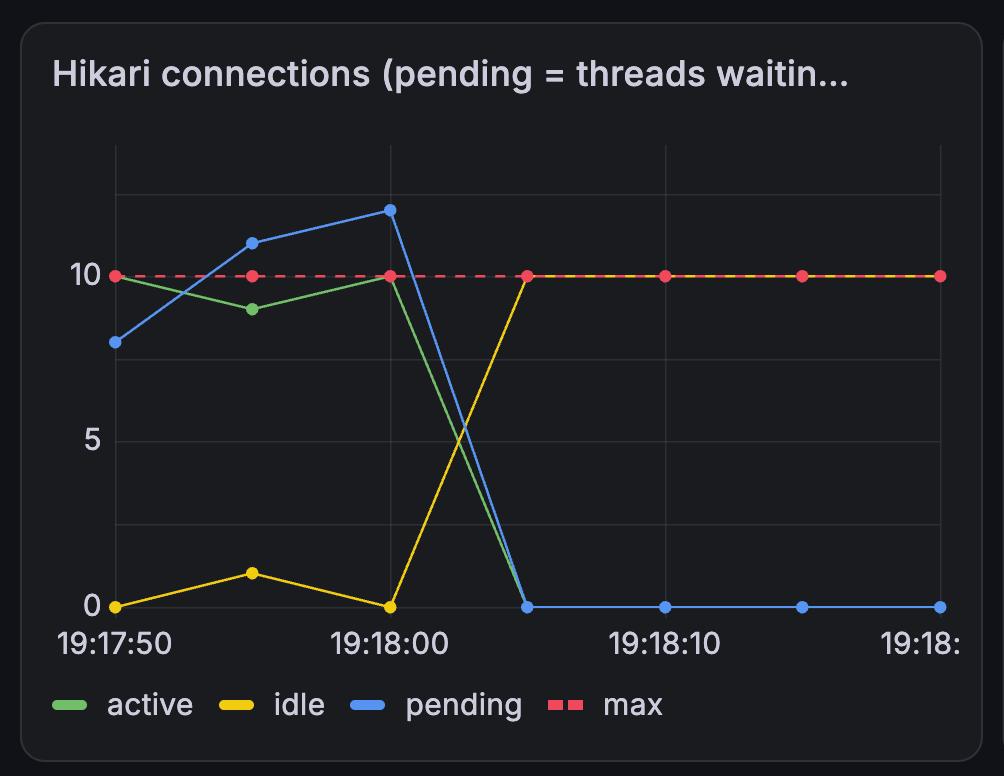 Hikari connections (pending = threads waitin...
10
5
0
19:17:50 19:18:00 19:18:10 19:18:
active idle pending max